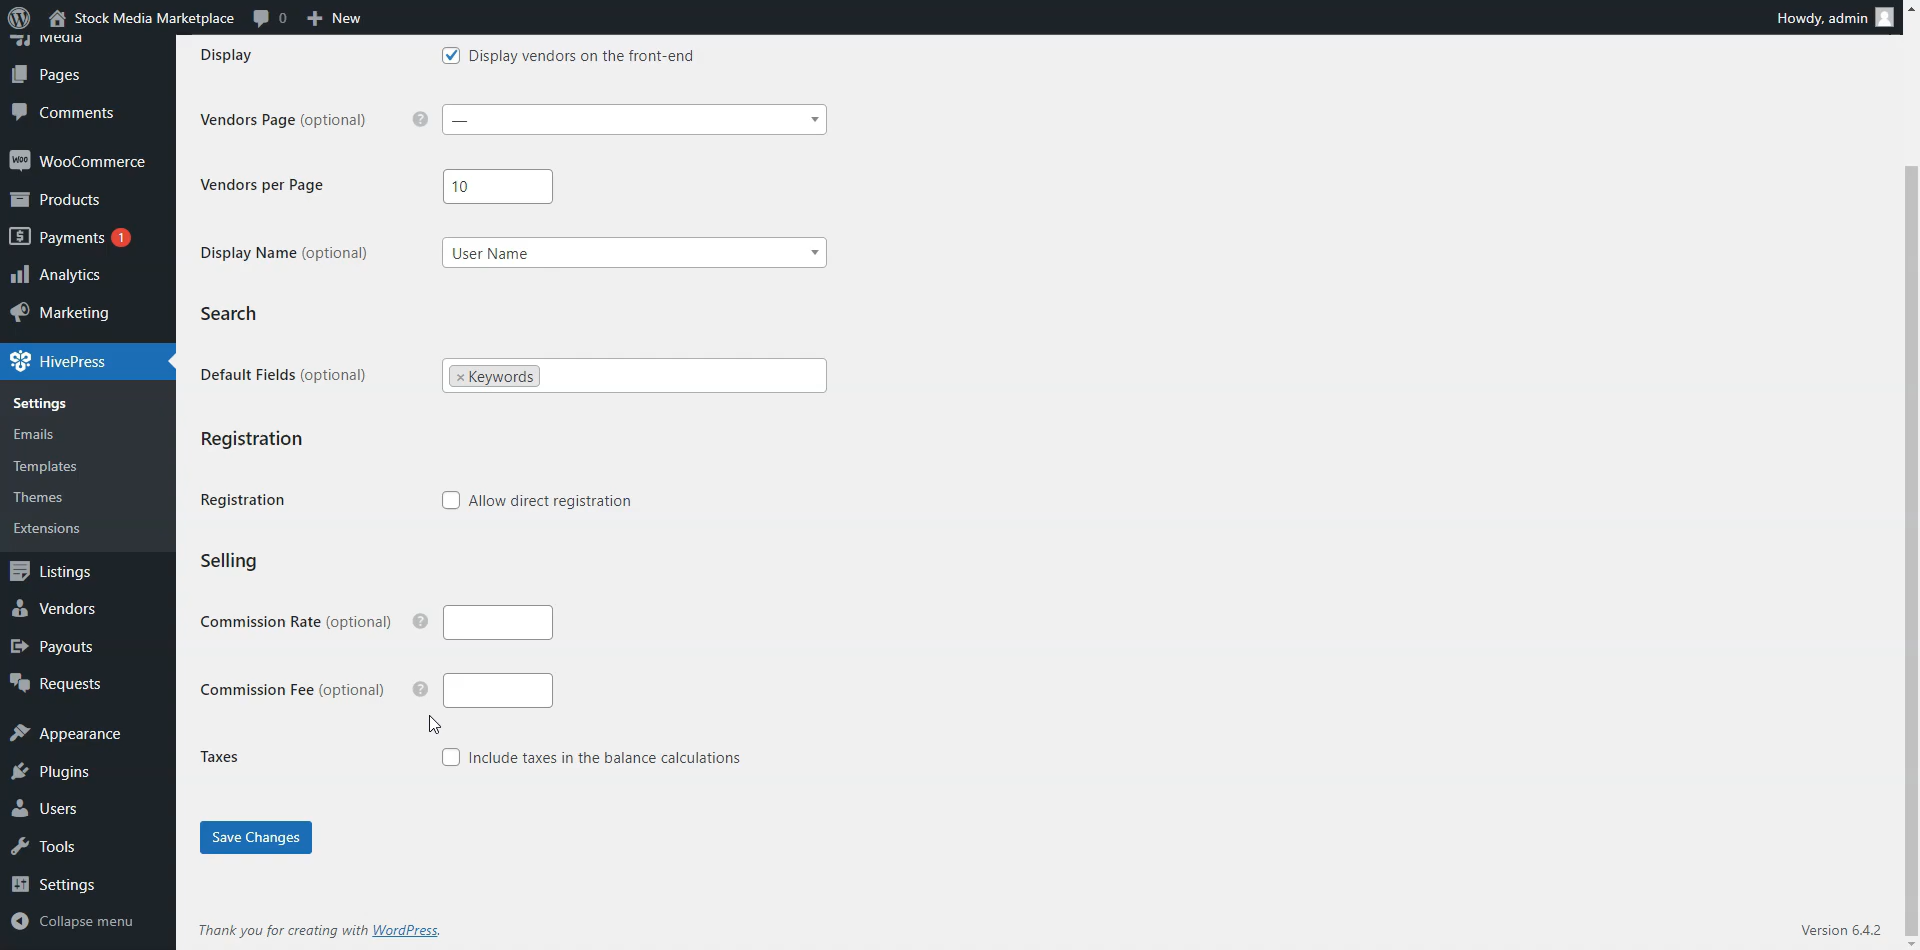 Stock Media Marketplace
0
New
Howdy, admin
Media
Pages
Comments
WooCommerce
Products
Payments 1
Analytics
Marketing
HivePress
Settings
Emails
Templates
Themes
Extensions
Listings
Vendors
Payouts
Requests
Appearance
Plugins
Users
Tools
Settings
Collapse menu
Display
Display vendors on the front-end
Vendors Page (optional)
? —
Vendors per Page
10
Display Name (optional)
User Name
Search
Default Fields (optional)
× Keywords
Registration
Registration
Allow direct registration
Selling
Commission Rate (optional)
?
Commission Fee (optional)
?
Taxes
Include taxes in the balance calculations
Save Changes
Thank you for creating with WordPress.
Version 6.4.2